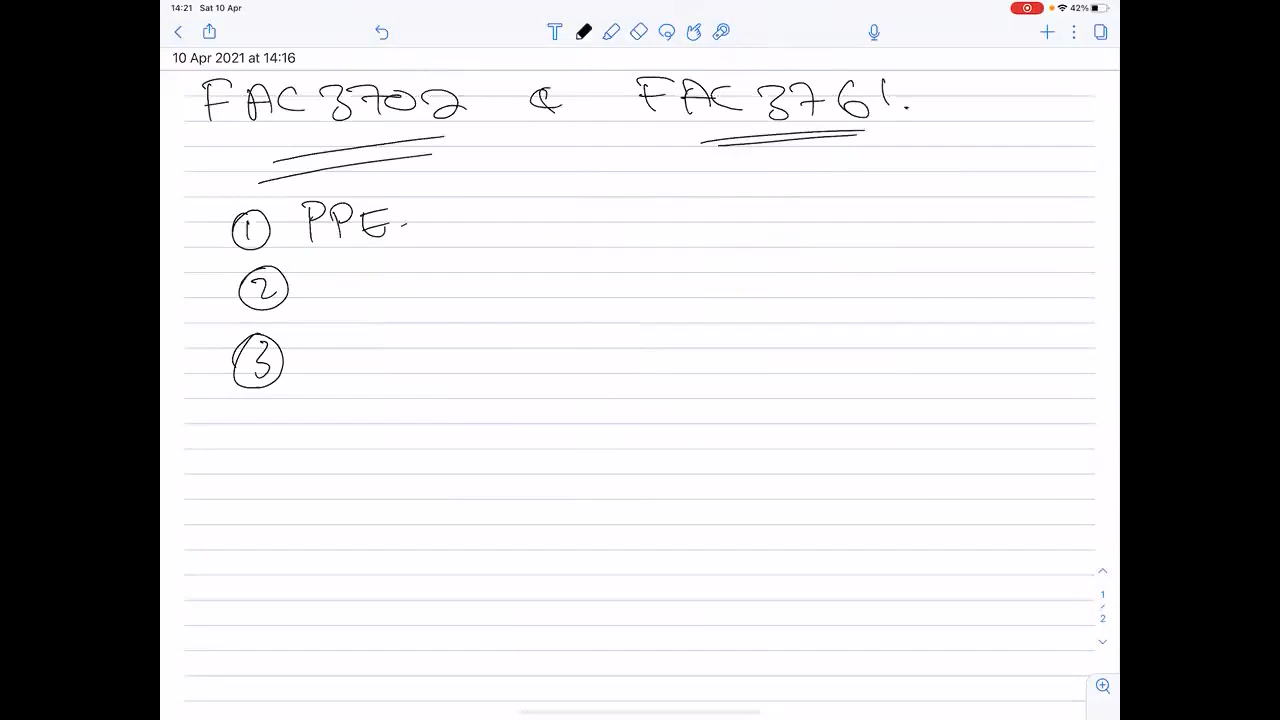 14:21 Sat 10 Apr 42%
10 Apr 2021 at 14:16
FAC3702 & FAC3761.
① PPE.
②
③
1
2